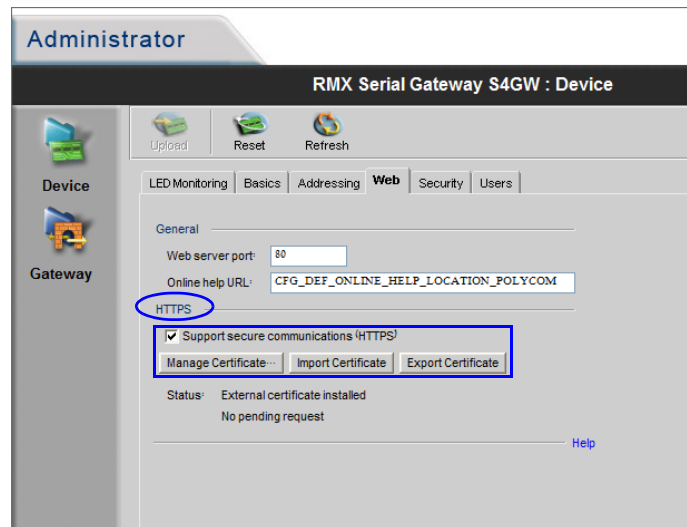 Administrator
RMX Serial Gateway S4GW : Device
Upload Reset Refresh
Device
Gateway
LED Monitoring Basics Addressing Web Security Users
General
Web server port: 80
Online help URL: CFG_DEF_ONLINE_HELP_LOCATION_POLYCOM
HTTPS
Support secure communications (HTTPS)
Manage Certificate... Import Certificate Export Certificate
Status: External certificate installed
No pending request
Help